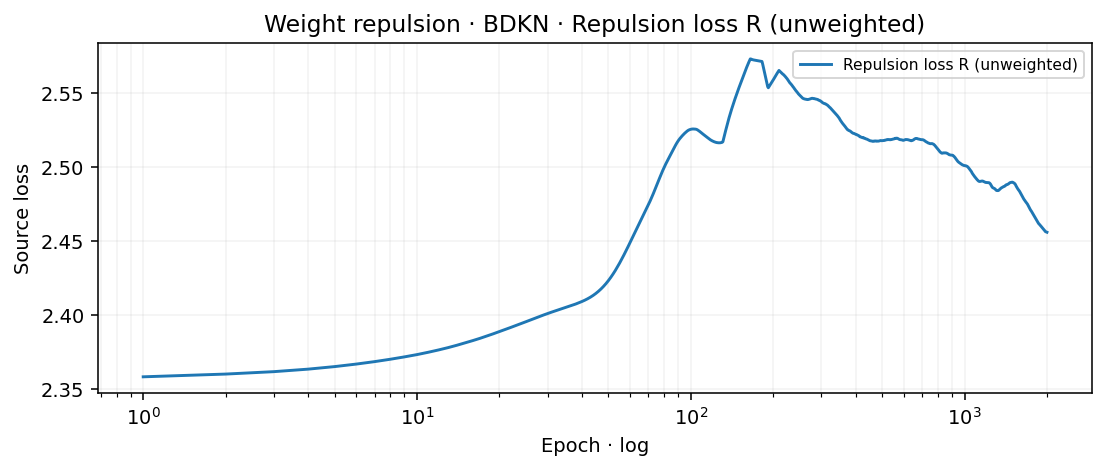 Weight repulsion · BDKN · Repulsion loss R (unweighted)
Repulsion loss R (unweighted)
Source loss
2.55
2.50
2.45
2.40
2.35
10⁰
10¹
10²
10³
Epoch · log